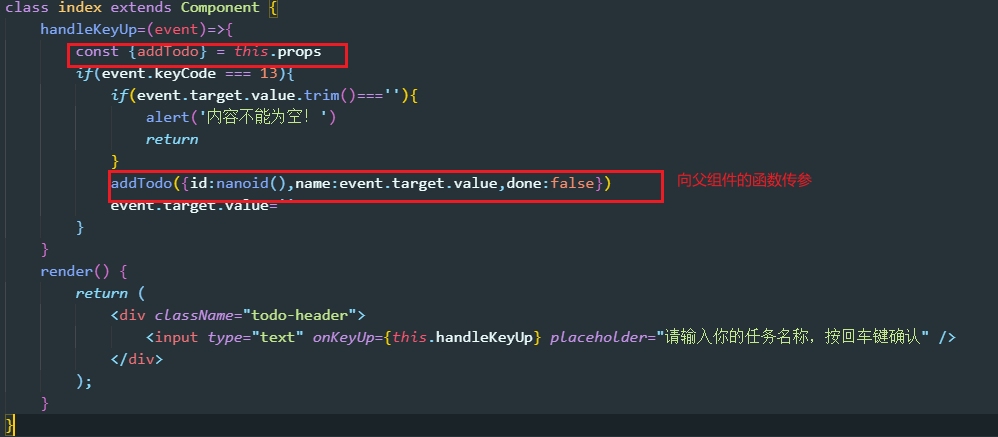 class index extends Component {
    handleKeyUp=(event)=>{
        const {addTodo} = this.props
        if(event.keyCode === 13){
            if(event.target.value.trim()===''){
                alert('内容不能为空！')
                return
            }
            addTodo({id:nanoid(),name:event.target.value,done:false}) 向父组件的函数传参
            event.target.value=''
        }
    }
    render() {
        return (
            <div className="todo-header">
                <input type="text" onKeyUp={this.handleKeyUp} placeholder="请输入你的任务名称，按回车键确认" />
            </div>
        );
    }
}